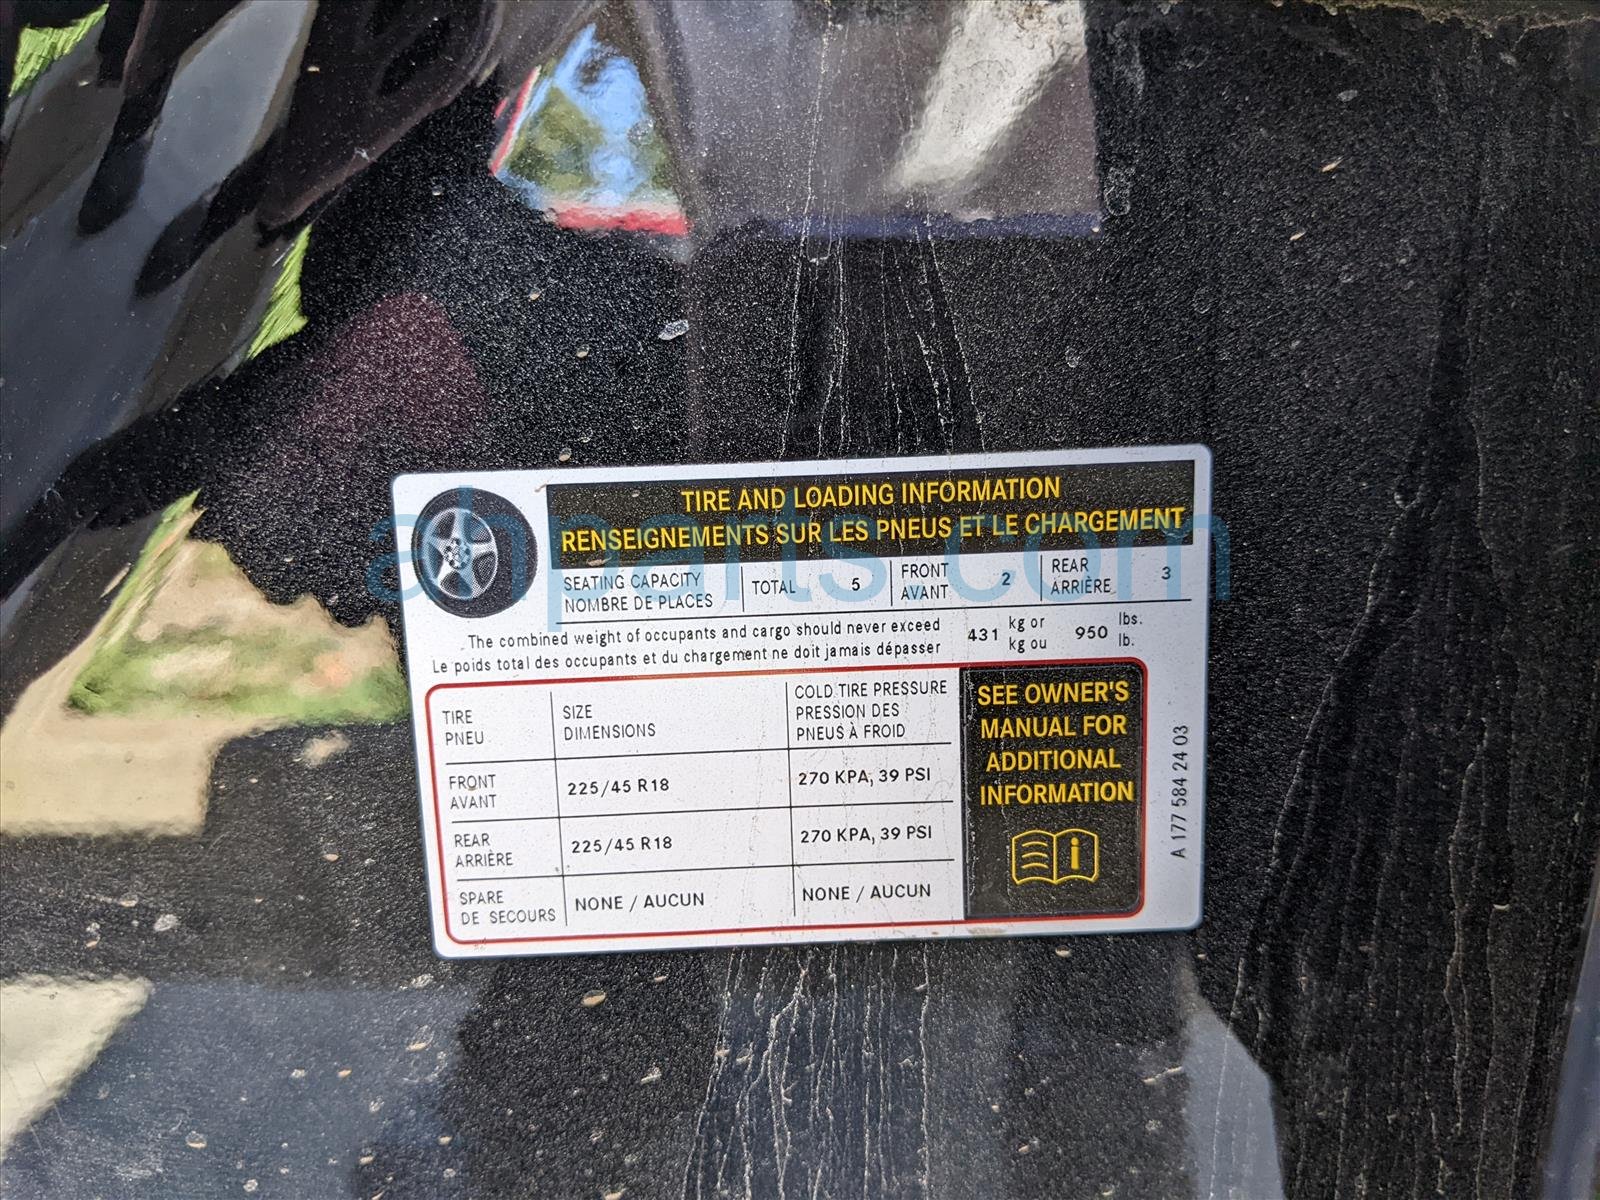 TIRE AND LOADING INFORMATION
RENSEIGNEMENTS SUR LES PNEUS ET LE CHARGEMENT
SEATING CAPACITY
NOMBRE DE PLACES
TOTAL 5
FRONT
AVANT
2
REAR
ARRIÈRE
3
The combined weight of occupants and cargo should never exceed
Le poids total des occupants et du chargement ne doit jamais dépasser
431 kg or
kg ou
950 lbs.
lb.
TIRE
PNEU
SIZE
DIMENSIONS
COLD TIRE PRESSURE
PRESSION DES
PNEUS À FROID
FRONT
AVANT
225/45 R18
270 KPA, 39 PSI
REAR
ARRIÈRE
225/45 R18
270 KPA, 39 PSI
SPARE
DE SECOURS
NONE / AUCUN
NONE / AUCUN
SEE OWNER'S
MANUAL FOR
ADDITIONAL
INFORMATION
i
A 177 584 24 03
ahparts.com